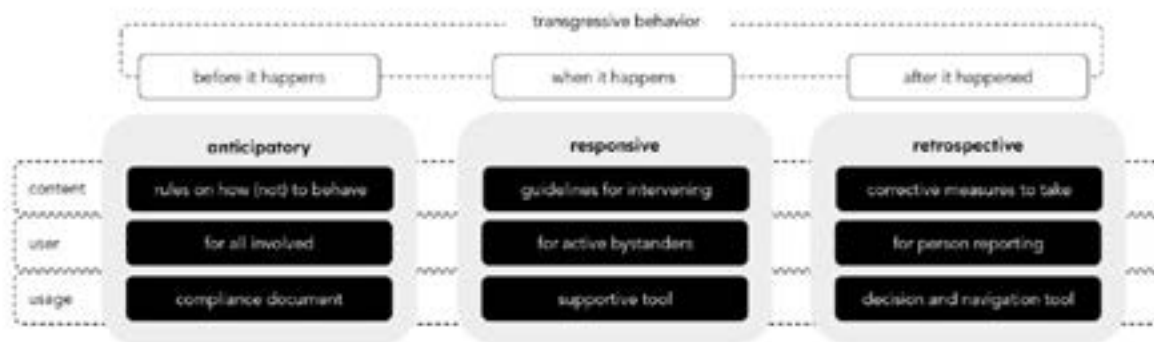 transgressive behavior
before it happens
when it happens
after it happened
anticipatory
responsive
retrospective
content
rules on how (not) to behave
guidelines for intervening
corrective measures to take
user
for all involved
for active bystanders
for person reporting
usage
compliance document
supportive tool
decision and navigation tool